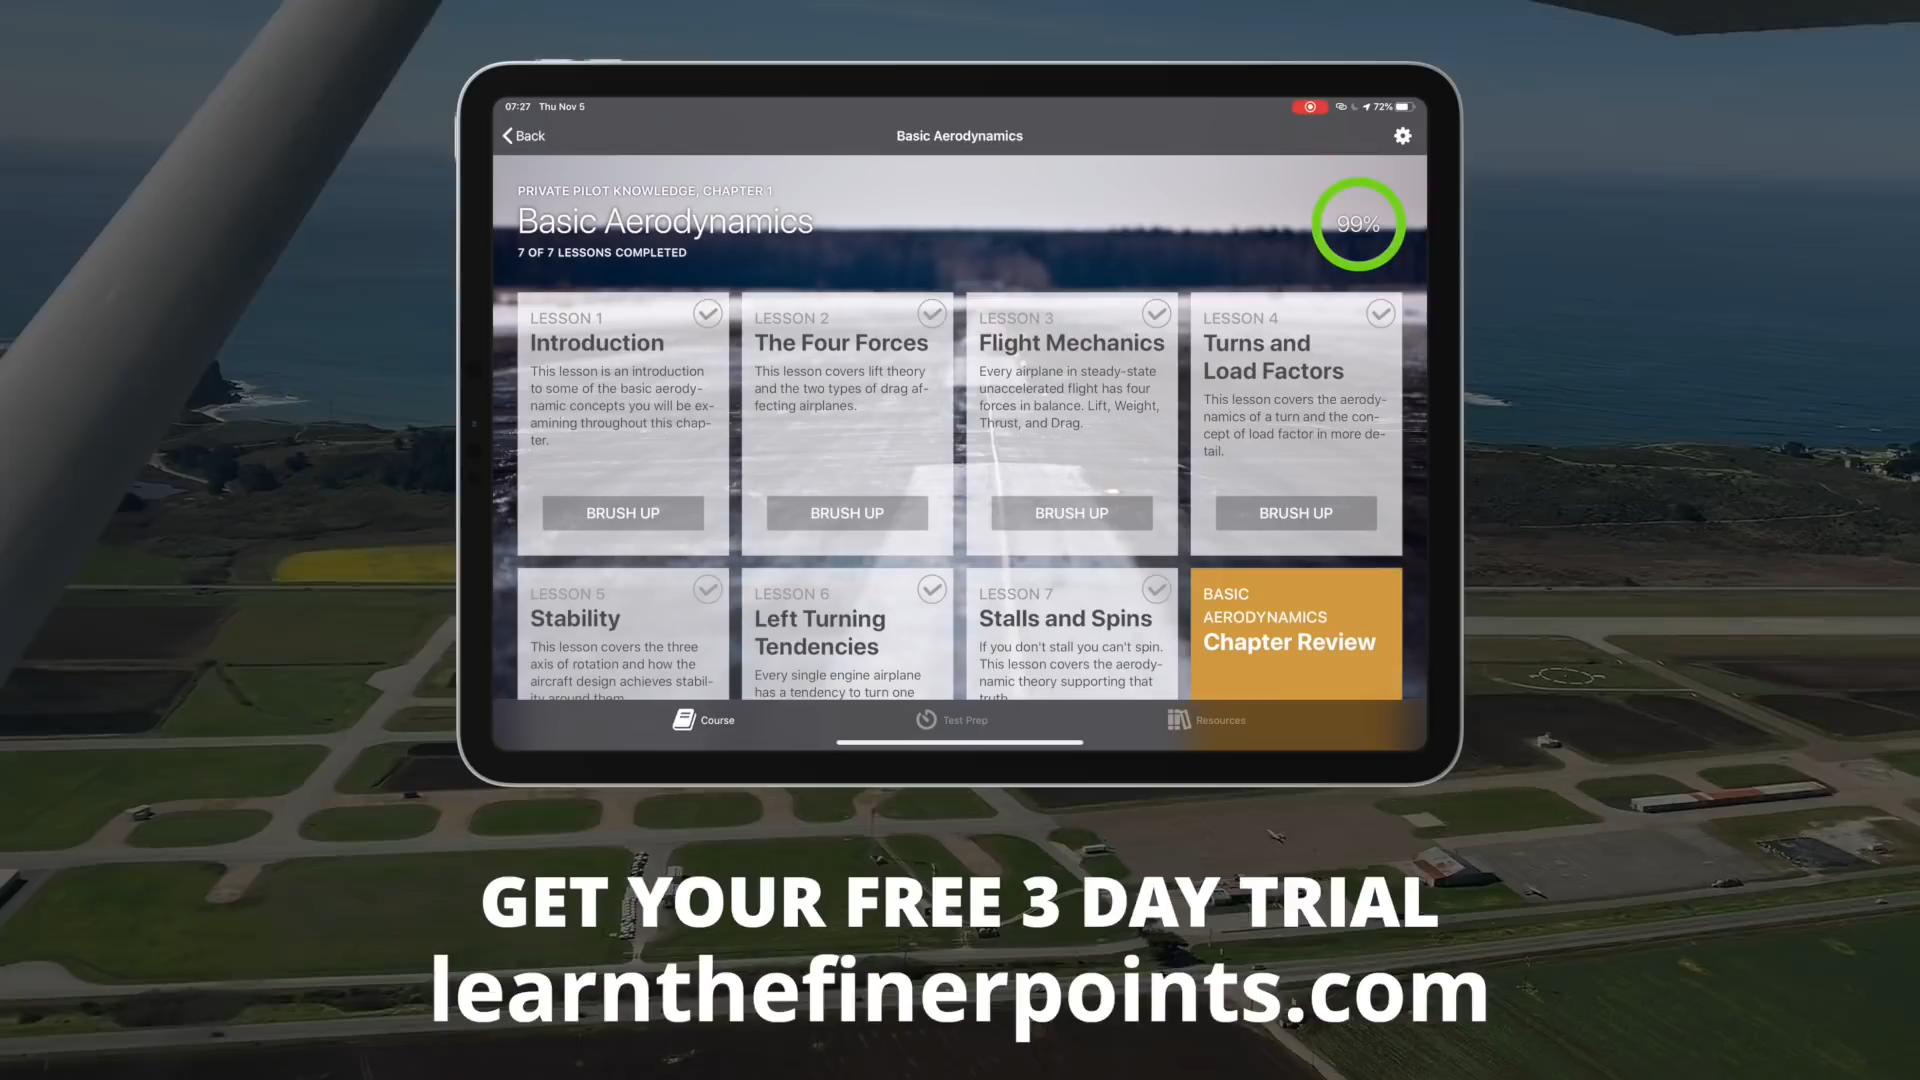 07:27 Thu Nov 5
72%
Back
Basic Aerodynamics
PRIVATE PILOT KNOWLEDGE, CHAPTER 1
Basic Aerodynamics
7 OF 7 LESSONS COMPLETED
99%
LESSON 1
Introduction
This lesson is an introduction
to some of the basic aerody-
namic concepts you will be ex-
amining throughout this chap-
ter.
BRUSH UP
LESSON 2
The Four Forces
This lesson covers lift theory
and the two types of drag af-
fecting airplanes.
BRUSH UP
LESSON 3
Flight Mechanics
Every airplane in steady-state
unaccelerated flight has four
forces in balance. Lift, Weight,
Thrust, and Drag.
BRUSH UP
LESSON 4
Turns and
Load Factors
This lesson covers the aerody-
namics of a turn and the con-
cept of load factor in more de-
tail.
BRUSH UP
LESSON 5
Stability
This lesson covers the three
axis of rotation and how the
aircraft design achieves stabil-
ity around them
LESSON 6
Left Turning
Tendencies
Every single engine airplane
has a tendency to turn one
LESSON 7
Stalls and Spins
If you don't stall you can't spin.
This lesson covers the aerody-
namic theory supporting that
truth
BASIC
AERODYNAMICS
Chapter Review
Course
Test Prep
Resources
GET YOUR FREE 3 DAY TRIAL
learnthefinerpoints.com